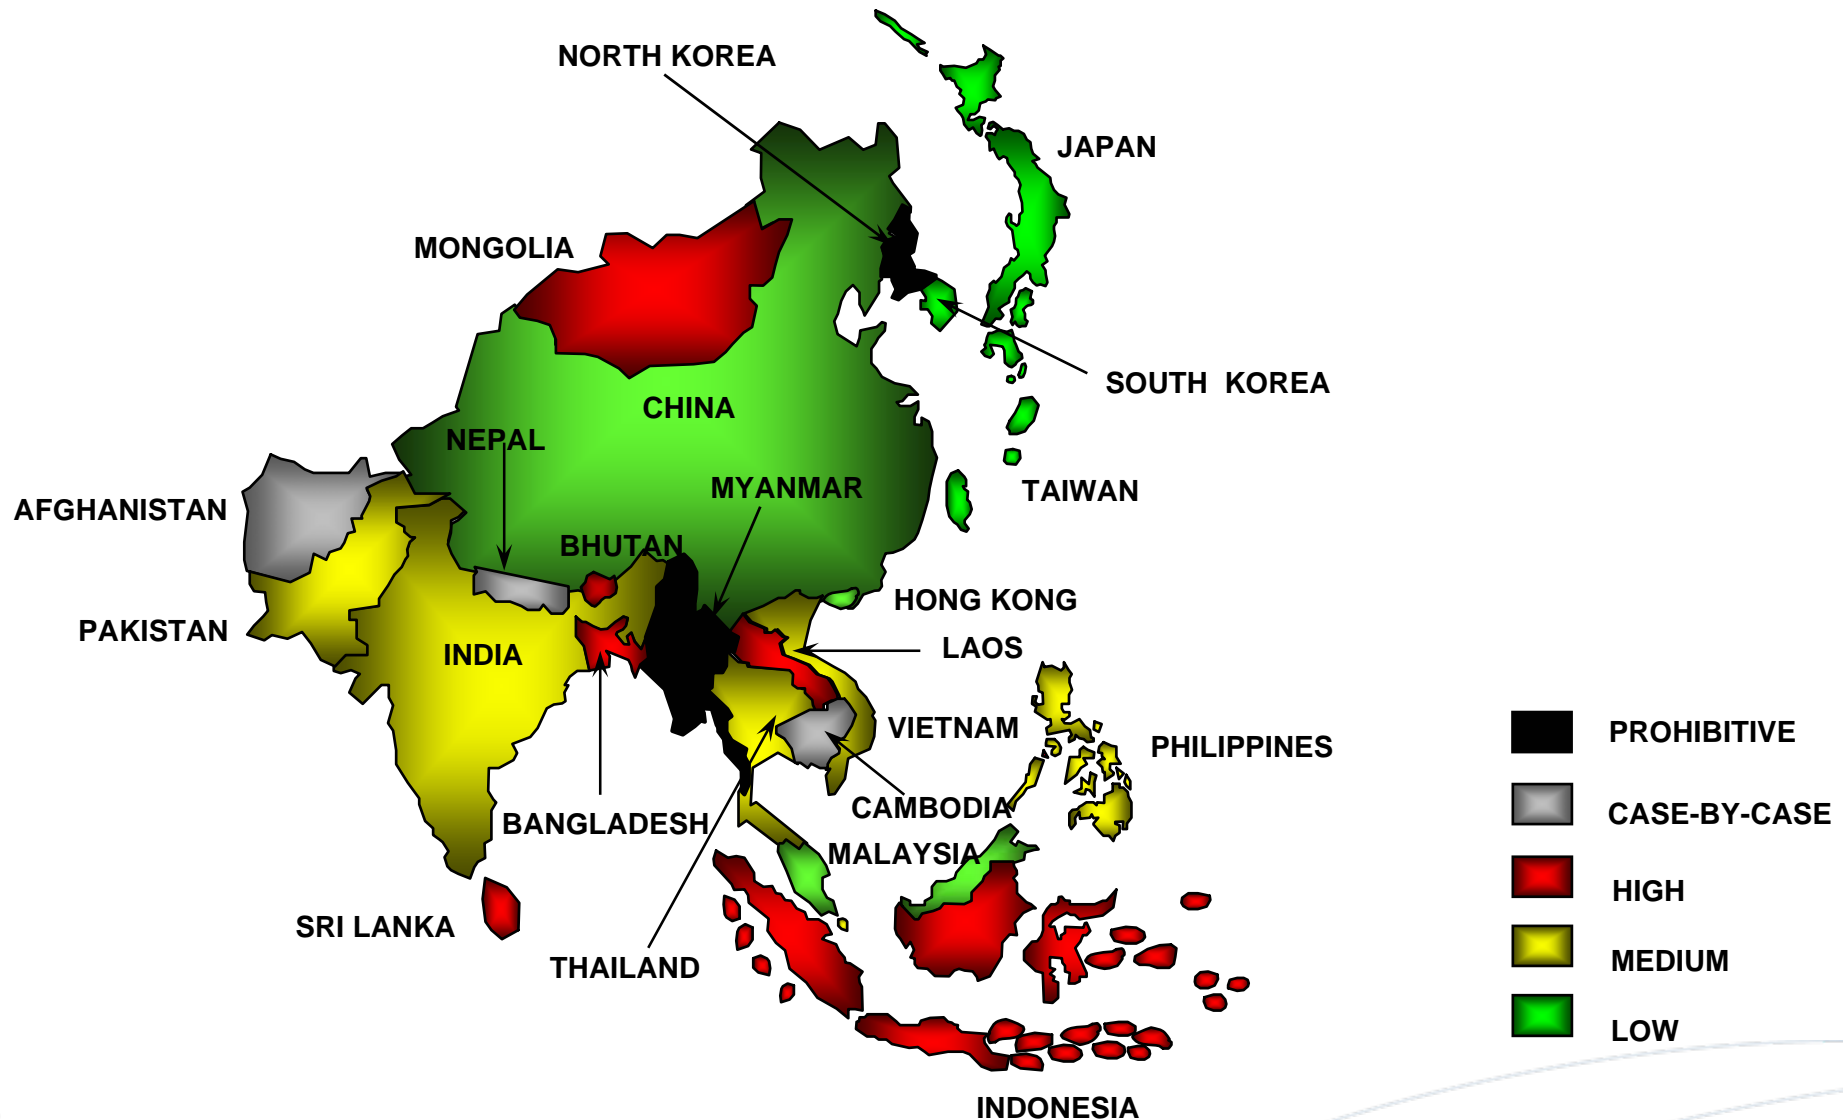 NORTH KOREA
JAPAN
MONGOLIA
SOUTH  KOREA
CHINA
NEPAL
MYANMAR
TAIWAN
AFGHANISTAN
BHUTAN
HONG KONG
PAKISTAN
LAOS
INDIA
VIETNAM
PHILIPPINES
CAMBODIA
BANGLADESH
MALAYSIA
SRI LANKA
THAILAND
INDONESIA
PROHIBITIVE
CASE-BY-CASE
HIGH
MEDIUM
LOW